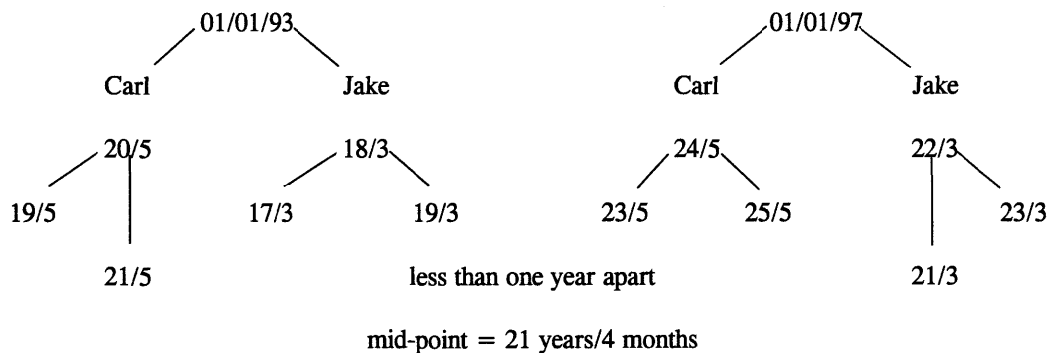 01/01/93 01/01/97
Carl Jake Carl Jake
20/5 18/3 24/5 22/3
19/5 17/3 19/3 23/5 25/5 23/3
21/5 less than one year apart 21/3
mid-point = 21 years/4 months